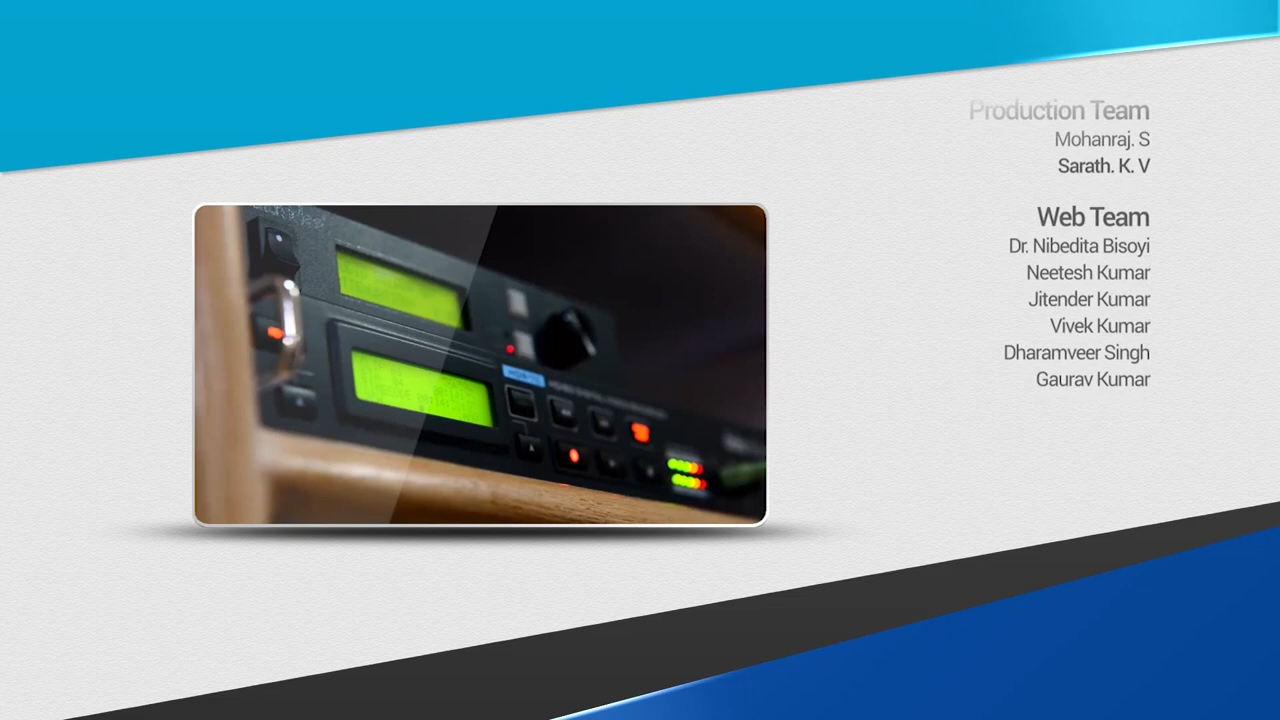 Production Team
Mohanraj. S
Sarath. K. V
Web Team
Dr. Nibedita Bisoyi
Neetesh Kumar
Jitender Kumar
Vivek Kumar
Dharamveer Singh
Gaurav Kumar